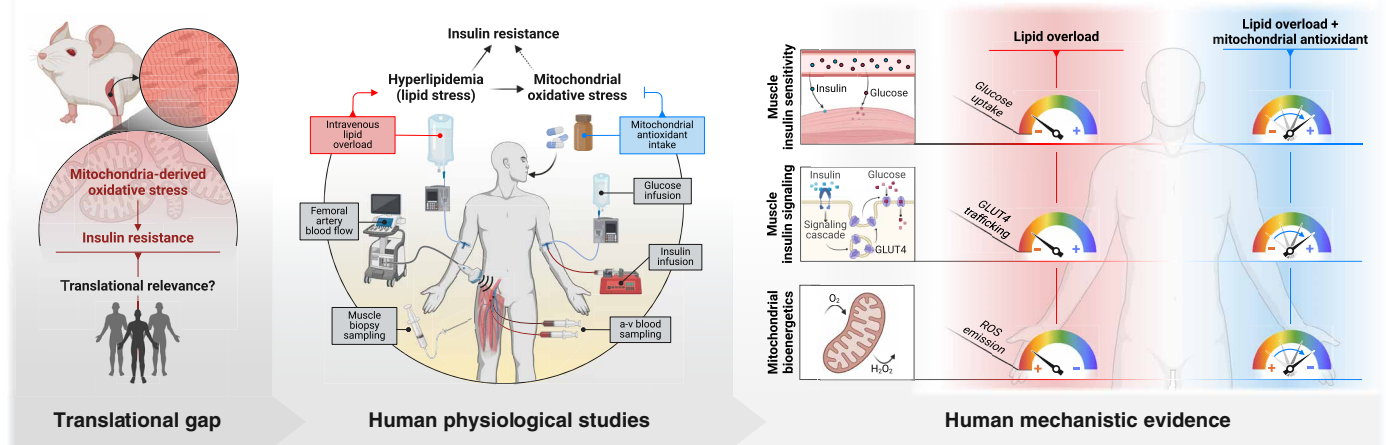 Mitochondria-derived
oxidative stress
Insulin resistance
Translational relevance?
Translational gap
Insulin resistance
Hyperlipidemia
(lipid stress)
Mitochondrial
oxidative stress
Intravenous
lipid
overload
Mitochondrial
antioxidant
intake
Glucose
infusion
Femoral
artery
blood flow
Insulin
infusion
Muscle
biopsy
sampling
a-v blood
sampling
Human physiological studies
Lipid overload
Lipid overload +
mitochondrial antioxidant
Muscle
insulin sensitivity
Insulin
Glucose
Glucose
uptake
- +
- +
Muscle
insulin signaling
Insulin
Glucose
Signaling
cascade
GLUT4
GLUT4
trafficking
- +
- +
Mitochondrial
bioenergetics
O₂
H₂O₂
ROS
emission
+ -
+ -
Human mechanistic evidence